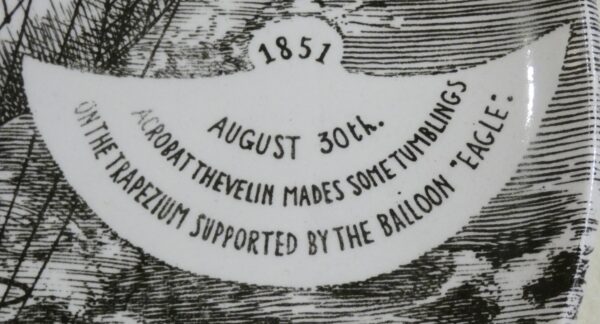 1851
AUGUST 30th.
ACROBAT THEVELIN MADES SOME TUMBLINGS
ON THE TRAPEZIUM SUPPORTED BY THE BALLOON "EAGLE".